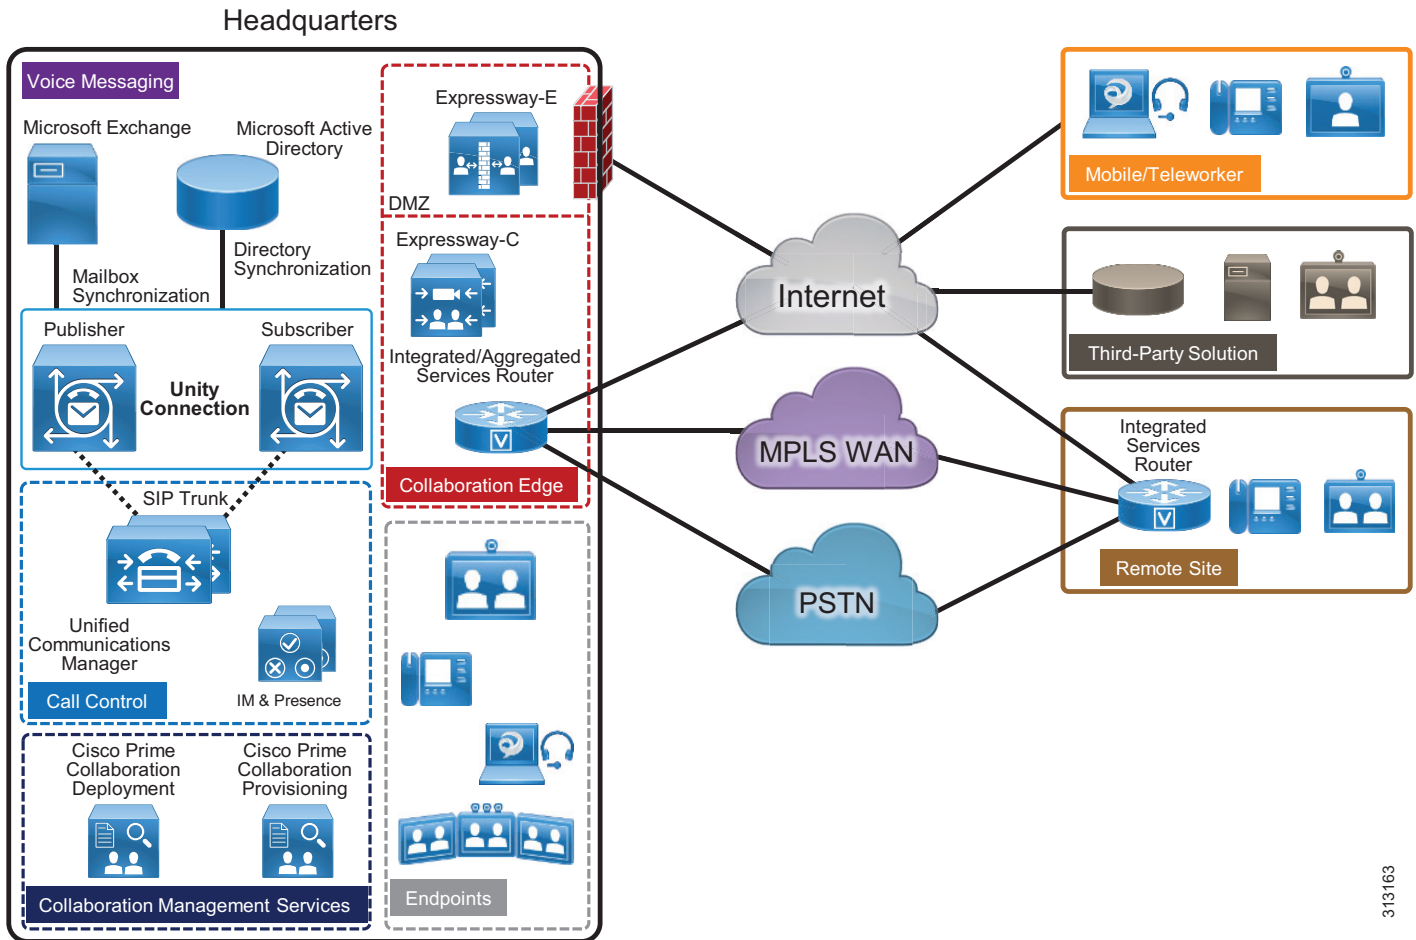 Headquarters
Voice Messaging
Microsoft Exchange
Microsoft Active
Directory
Mailbox
Synchronization
Directory
Synchronization
Publisher
Subscriber
Unity
Connection
SIP Trunk
Unified
Communications
Manager
IM & Presence
Call Control
Cisco Prime
Collaboration
Deployment
Cisco Prime
Collaboration
Provisioning
Collaboration Management Services
Expressway-E
DMZ
Expressway-C
Integrated/Aggregated
Services Router
V
Collaboration Edge
Endpoints
Internet
MPLS WAN
PSTN
Mobile/Teleworker
Third-Party Solution
Integrated
Services
Router
V
Remote Site
313163